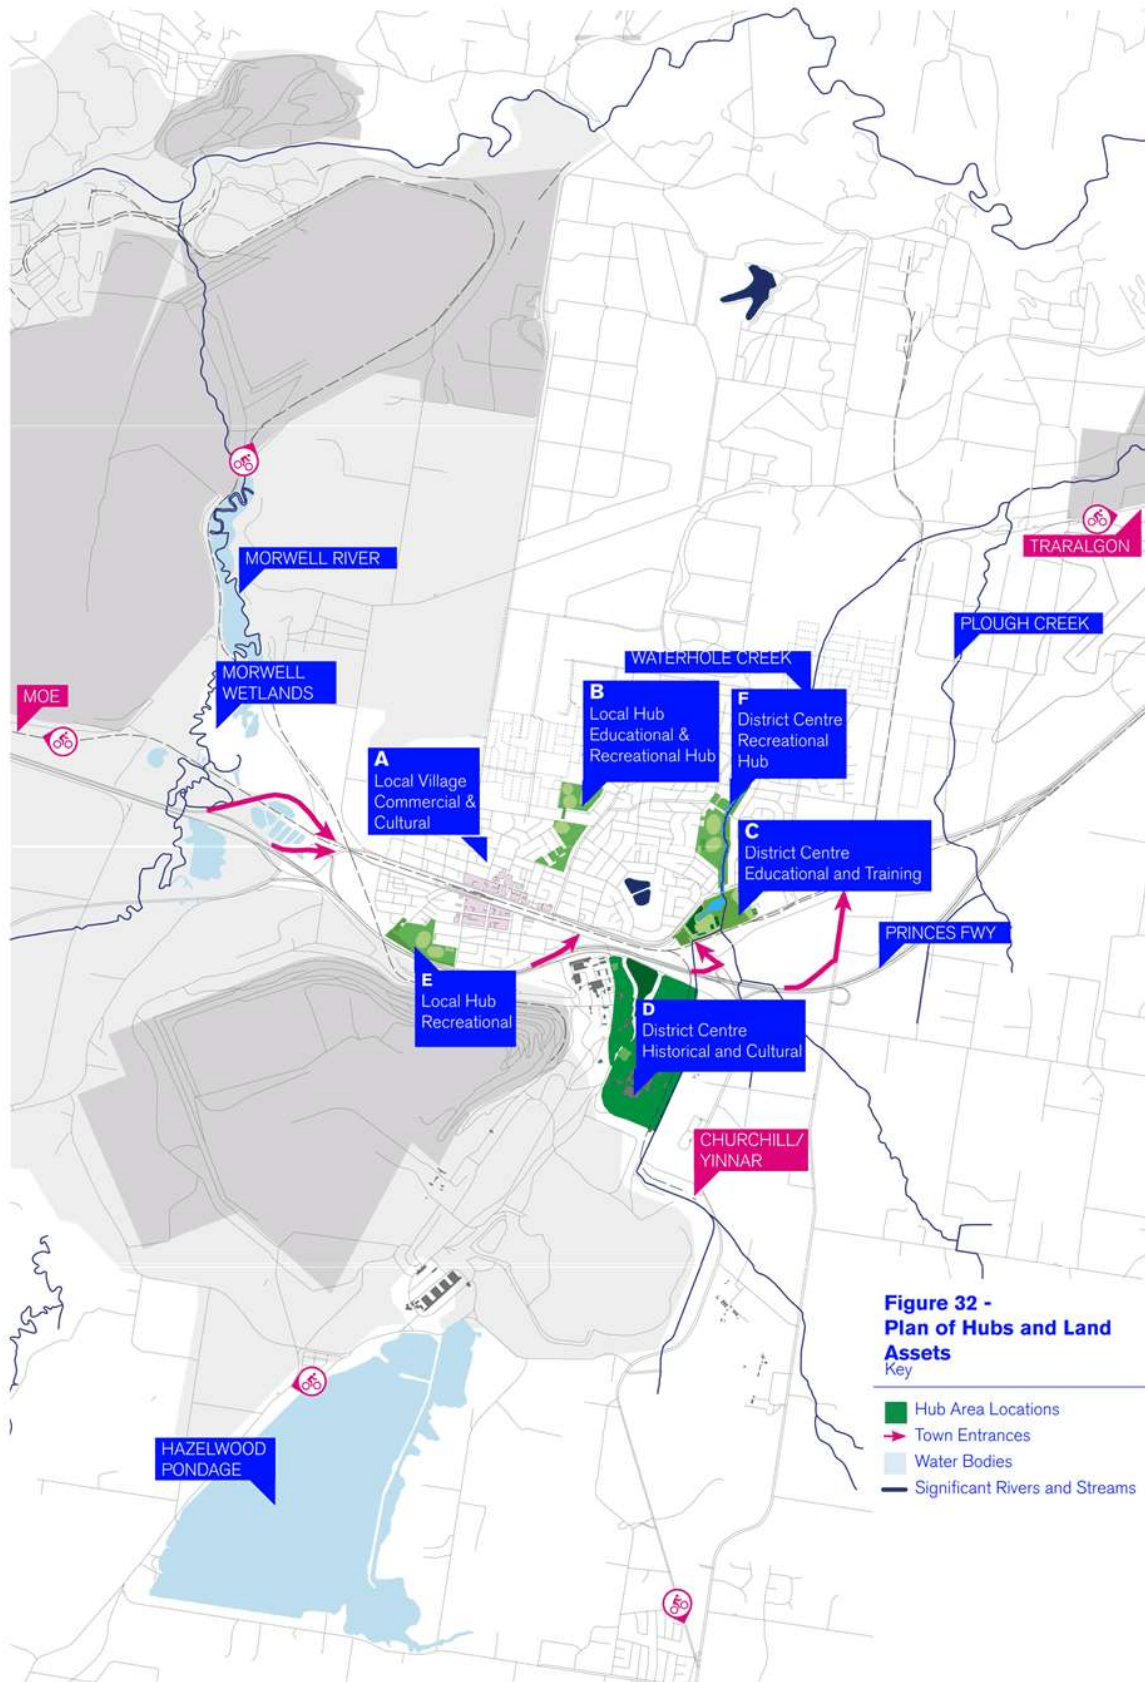 MORWELL RIVER
TRARALGON
PLOUGH CREEK
WATERHOLE CREEK
MORWELL
WETLANDS
MOE
B
Local Hub
Educational &
Recreational Hub
F
District Centre
Recreational
Hub
A
Local Village
Commercial &
Cultural
C
District Centre
Educational and Training
PRINCES FWY
E
Local Hub
Recreational
D
District Centre
Historical and Cultural
CHURCHILL/
YINNAR
HAZELWOOD
PONDAGE
Figure 32 -
Plan of Hubs and Land
Assets
Key
Hub Area Locations
Town Entrances
Water Bodies
Significant Rivers and Streams